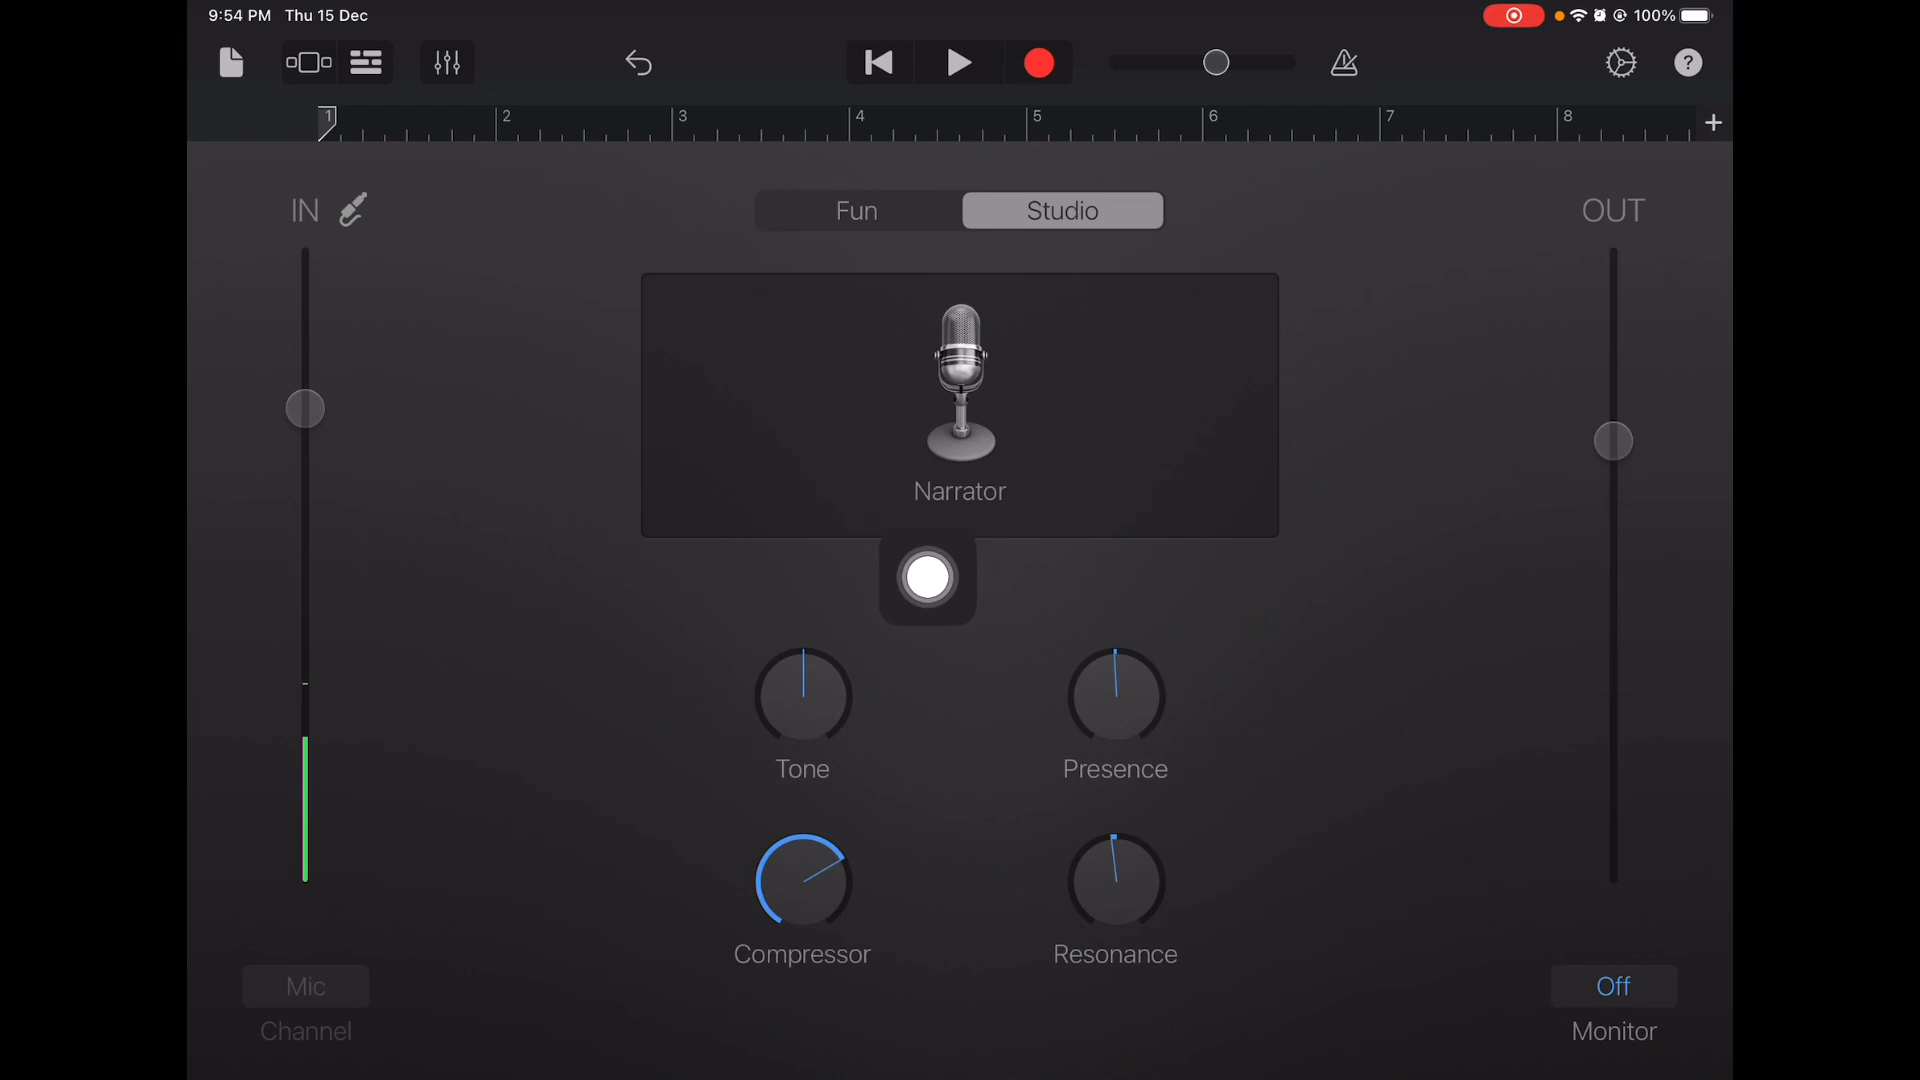 9:54 PM Thu 15 Dec
100%
?
1 2 3 4 5 6 7 8 +
IN
Fun Studio
OUT
Narrator
Tone Presence
Compressor Resonance
Mic Off
Channel Monitor